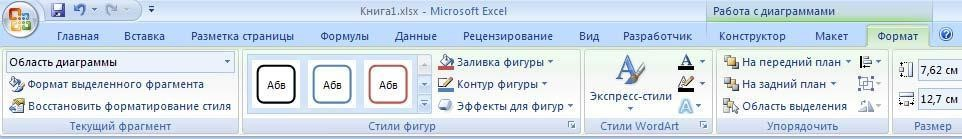 Книга1.xlsx - Microsoft Excel
Работа с диаграммами
Главная Вставка Разметка страницы Формулы Данные Рецензирование Вид Разработчик Конструктор Макет Формат
Область диаграммы
Формат выделенного фрагмента
Восстановить форматирование стиля
Текущий фрагмент
Абв Абв Абв
Заливка фигуры
Контур фигуры
Эффекты для фигур
Стили фигур
Экспресс-стили
Стили WordArt
На передний план
На задний план
Область выделения
Упорядочить
7,62 см
12,7 см
Размер